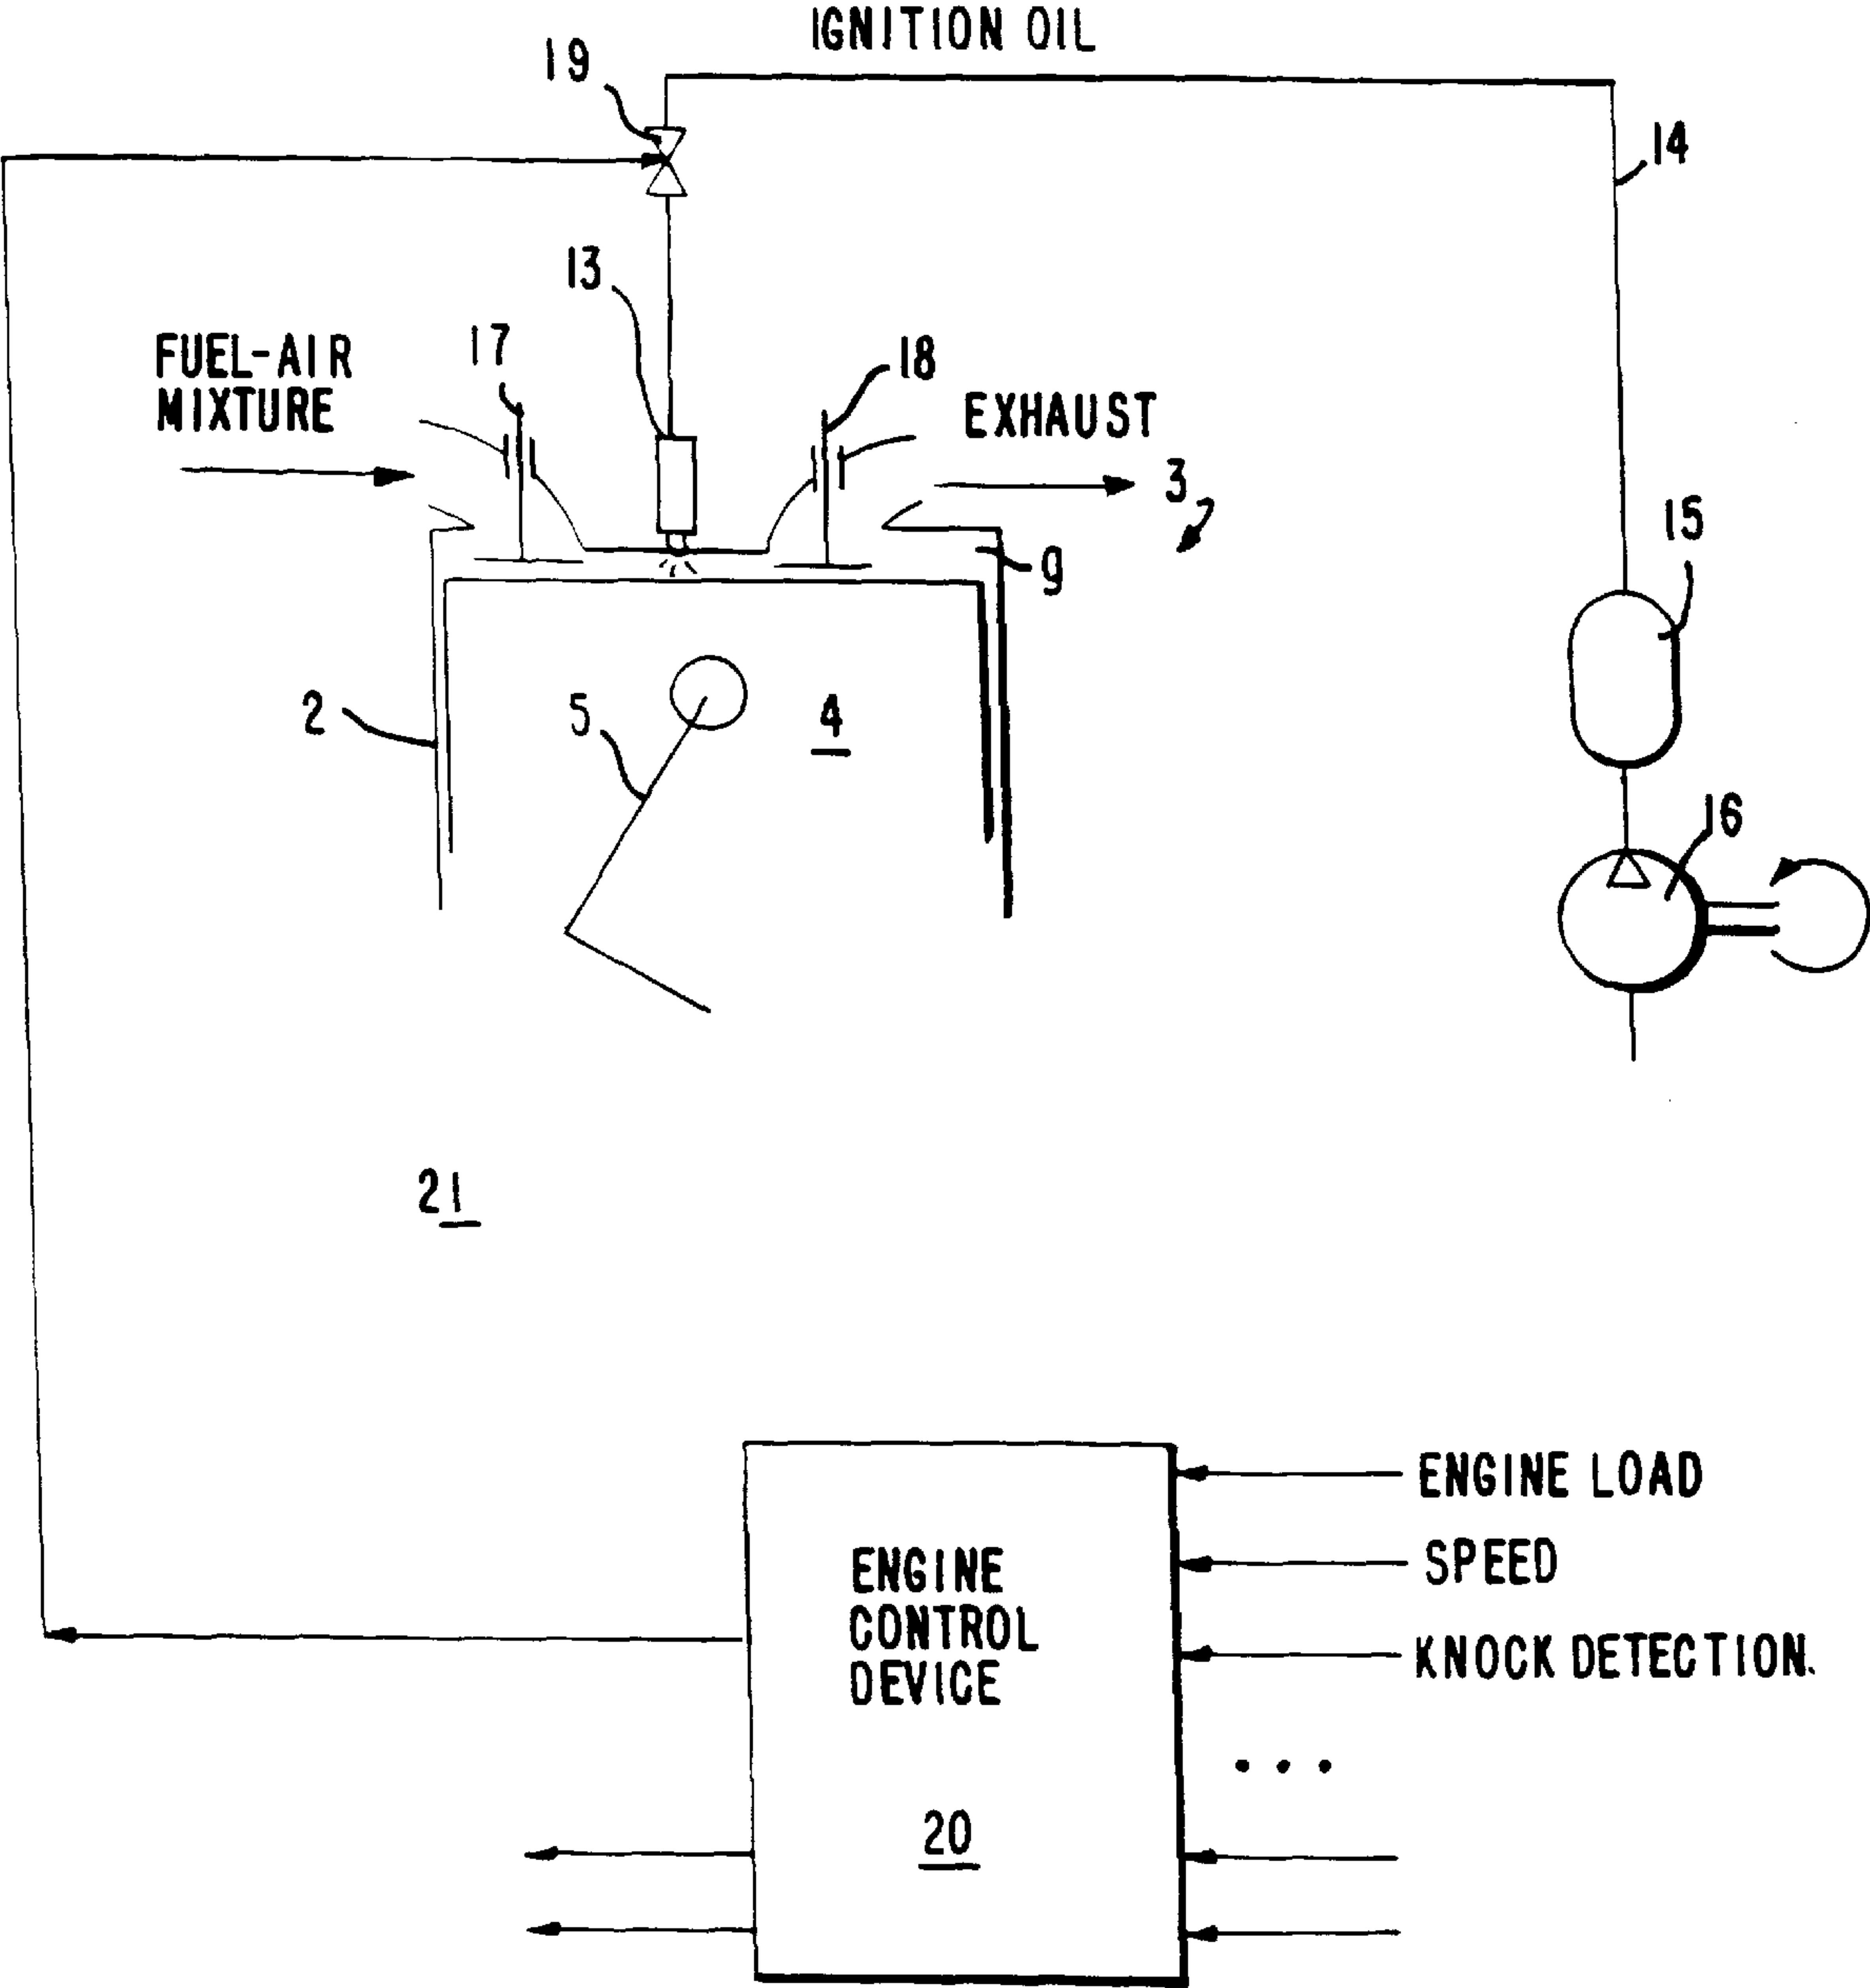 IGNITION OIL
19
14
13
17
18
FUEL-AIR
MIXTURE
EXHAUST
3
15
9
2
5
4
16
21
ENGINE LOAD
SPEED
KNOCK DETECTION.
ENGINE
CONTROL
DEVICE
...
20